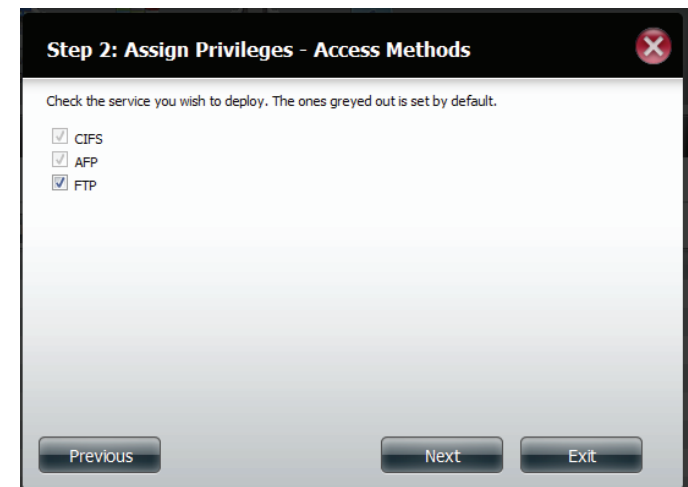 Step 2: Assign Privileges - Access Methods
Check the service you wish to deploy. The ones greyed out is set by default.
CIFS
AFP
FTP
Previous Next Exit